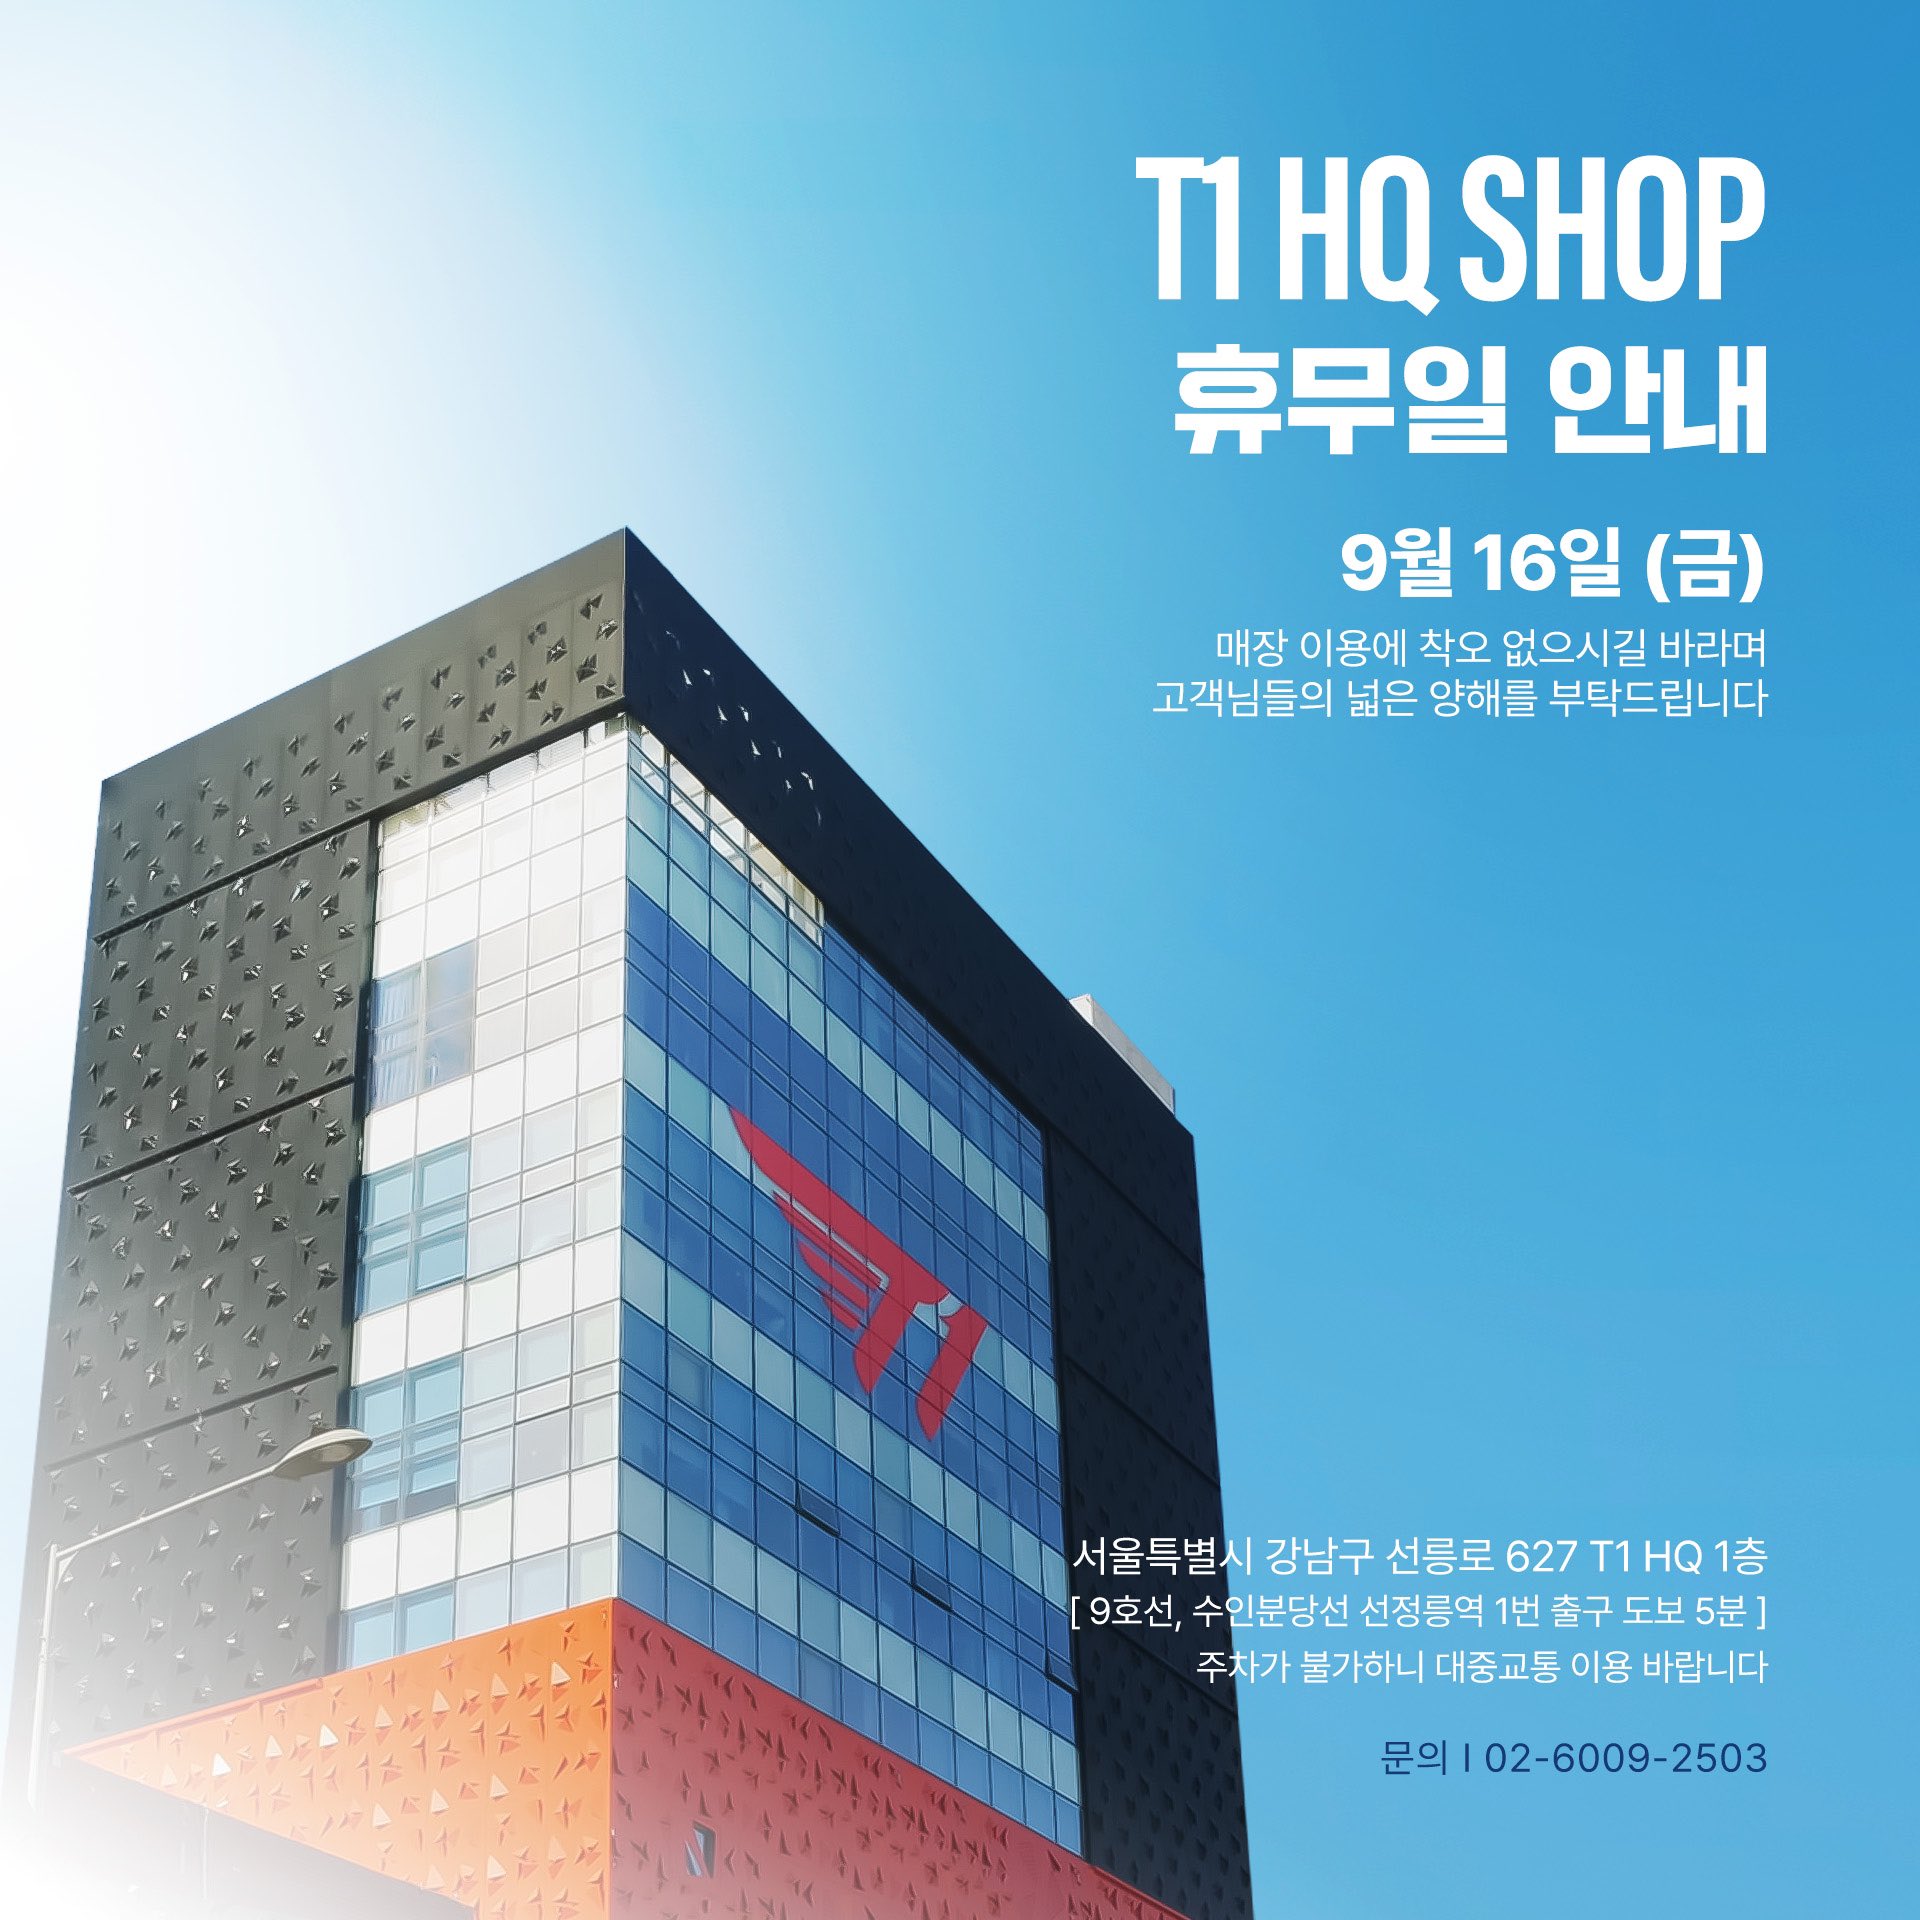 T1 HQ SHOP
휴무일 안내
9월 16일 (금)
매장 이용에 착오 없으시길 바라며
고객님들의 넓은 양해를 부탁드립니다
T1
서울특별시 강남구 선릉로 627 T1 HQ 1층
[ 9호선, 수인분당선 선정릉역 1번 출구 도보 5분 ]
주차가 불가하니 대중교통 이용 바랍니다
문의 I 02-6009-2503